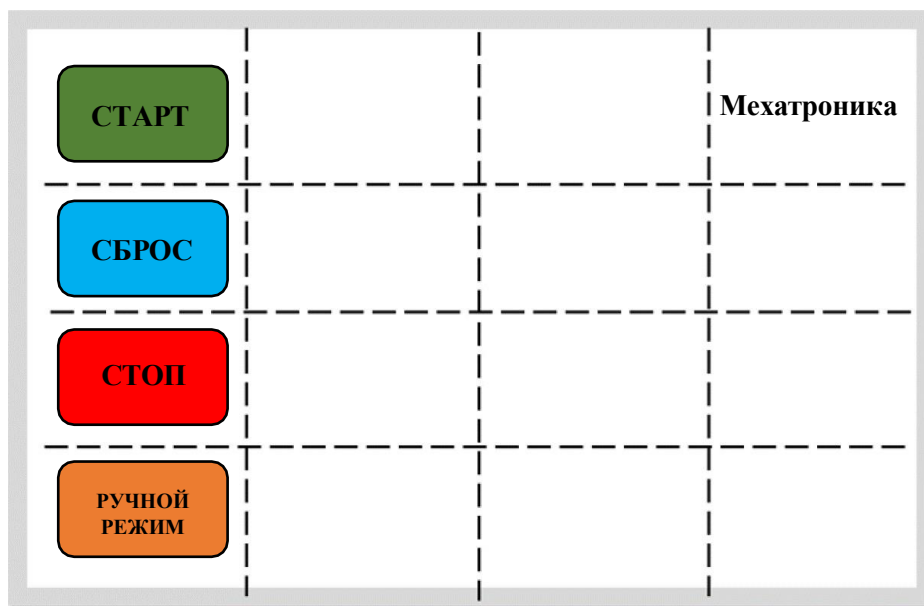 СТАРТ
Мехатроника
СБРОС
СТОП
РУЧНОЙ
РЕЖИМ